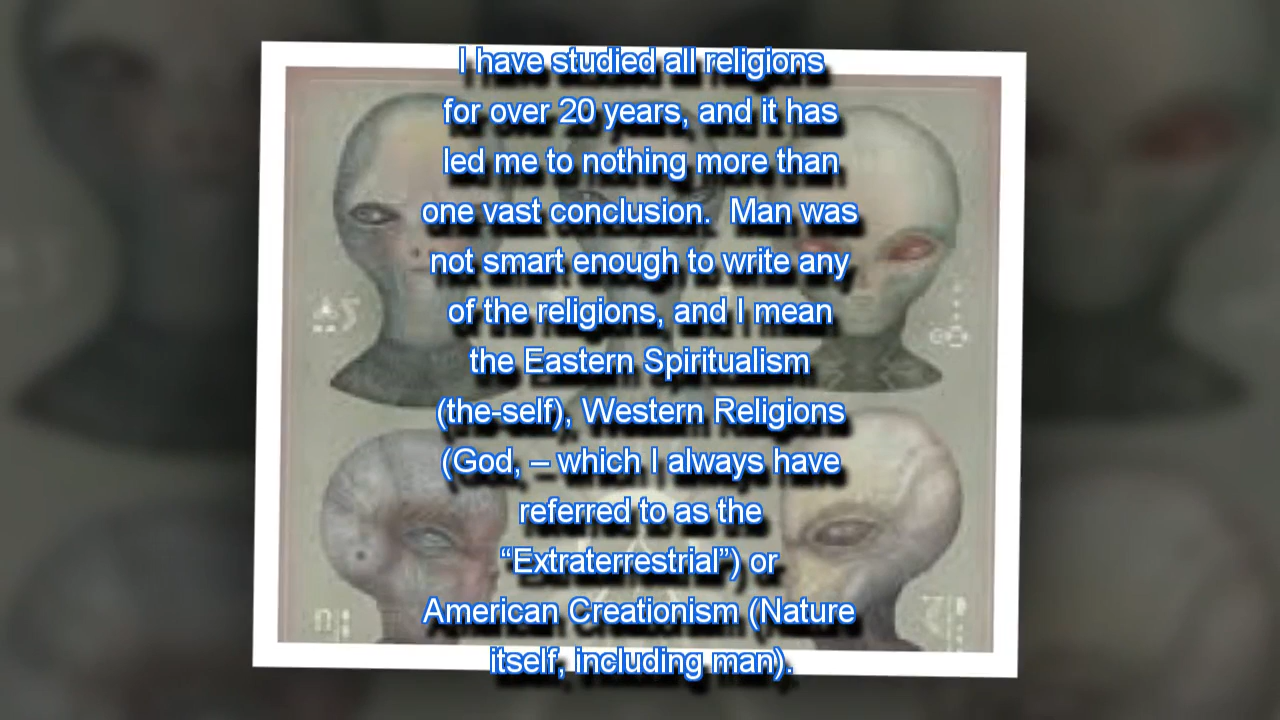 I have studied all religions
for over 20 years, and it has
led me to nothing more than
one vast conclusion.  Man was
not smart enough to write any
of the religions, and I mean
the Eastern Spiritualism
(the-self), Western Religions
(God, – which I always have
referred to as the
“Extraterrestrial”) or
American Creationism (Nature
itself, including man).